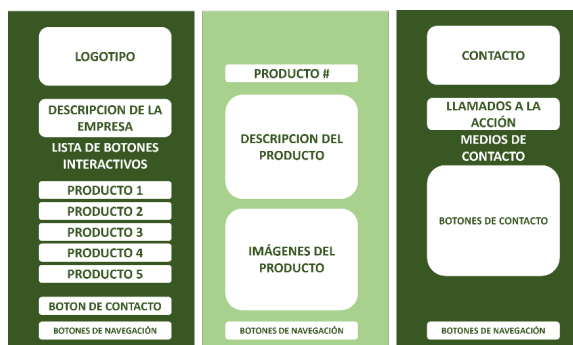 LOGOTIPO
DESCRIPCION DE LA
EMPRESA
LISTA DE BOTONES
INTERACTIVOS
PRODUCTO 1
PRODUCTO 2
PRODUCTO 3
PRODUCTO 4
PRODUCTO 5
BOTON DE CONTACTO
BOTONES DE NAVEGACIÓN
PRODUCTO #
DESCRIPCION DEL
PRODUCTO
IMÁGENES DEL
PRODUCTO
BOTONES DE NAVEGACIÓN
CONTACTO
LLAMADOS A LA
ACCIÓN
MEDIOS DE
CONTACTO
BOTONES DE CONTACTO
BOTONES DE NAVEGACIÓN